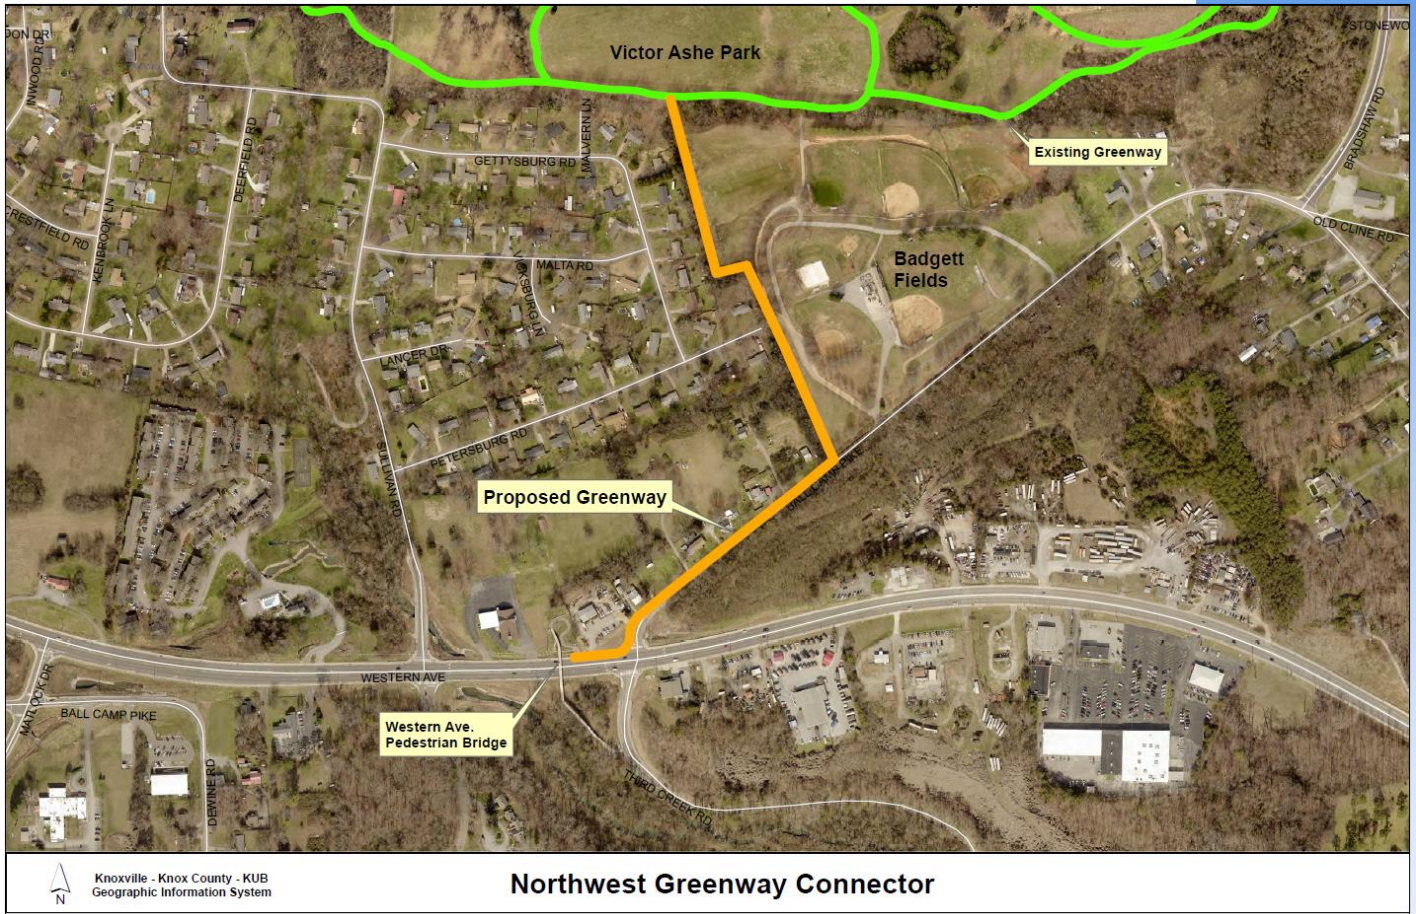 Victor Ashe Park
STONEWO
DON DR
INWOOD RD
BRADSHAW RD
MALVERN LN
DEERFIELD RD
Existing Greenway
GETTYSBURG RD
CRESTFIELD RD
KENBROOK LN
OLD CLINE RD
Badgett
Fields
MALTA RD
VICKSBURG LN
LANCER DR
PETERSBURG RD
SULLIVAN RD
Proposed Greenway
WESTERN AVE
MATLOCK DR
BALL CAMP PIKE
Western Ave.
Pedestrian Bridge
DEWINE RD
THIRD CREEK RD
N
Knoxville - Knox County - KUB
Geographic Information System
Northwest Greenway Connector